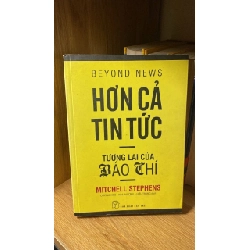 BEYOND NEWS
HƠN CẢ
TIN TỨC
TƯƠNG LAI CỦA
BÁO CHÍ
MITCHELL STEPHENS